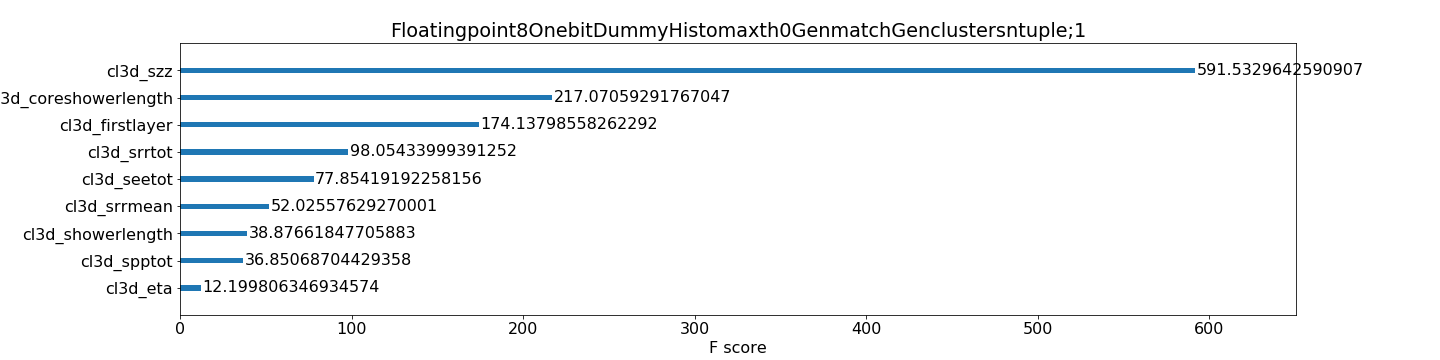 Floatingpoint8OnebitDummyHistomaxth0GenmatchGenclustersntuple;1
cl3d_szz 591.5329642590907
3d_coreshowerlength 217.07059291767047
cl3d_firstlayer 174.13798558262292
cl3d_srrtot 98.05433999391252
cl3d_seetot 77.85419192258156
cl3d_srrmean 52.02557629270001
cl3d_showerlength 38.87661847705883
cl3d_spptot 36.85068704429358
cl3d_eta 12.199806346934574
0 100 200 300 400 500 600
F score